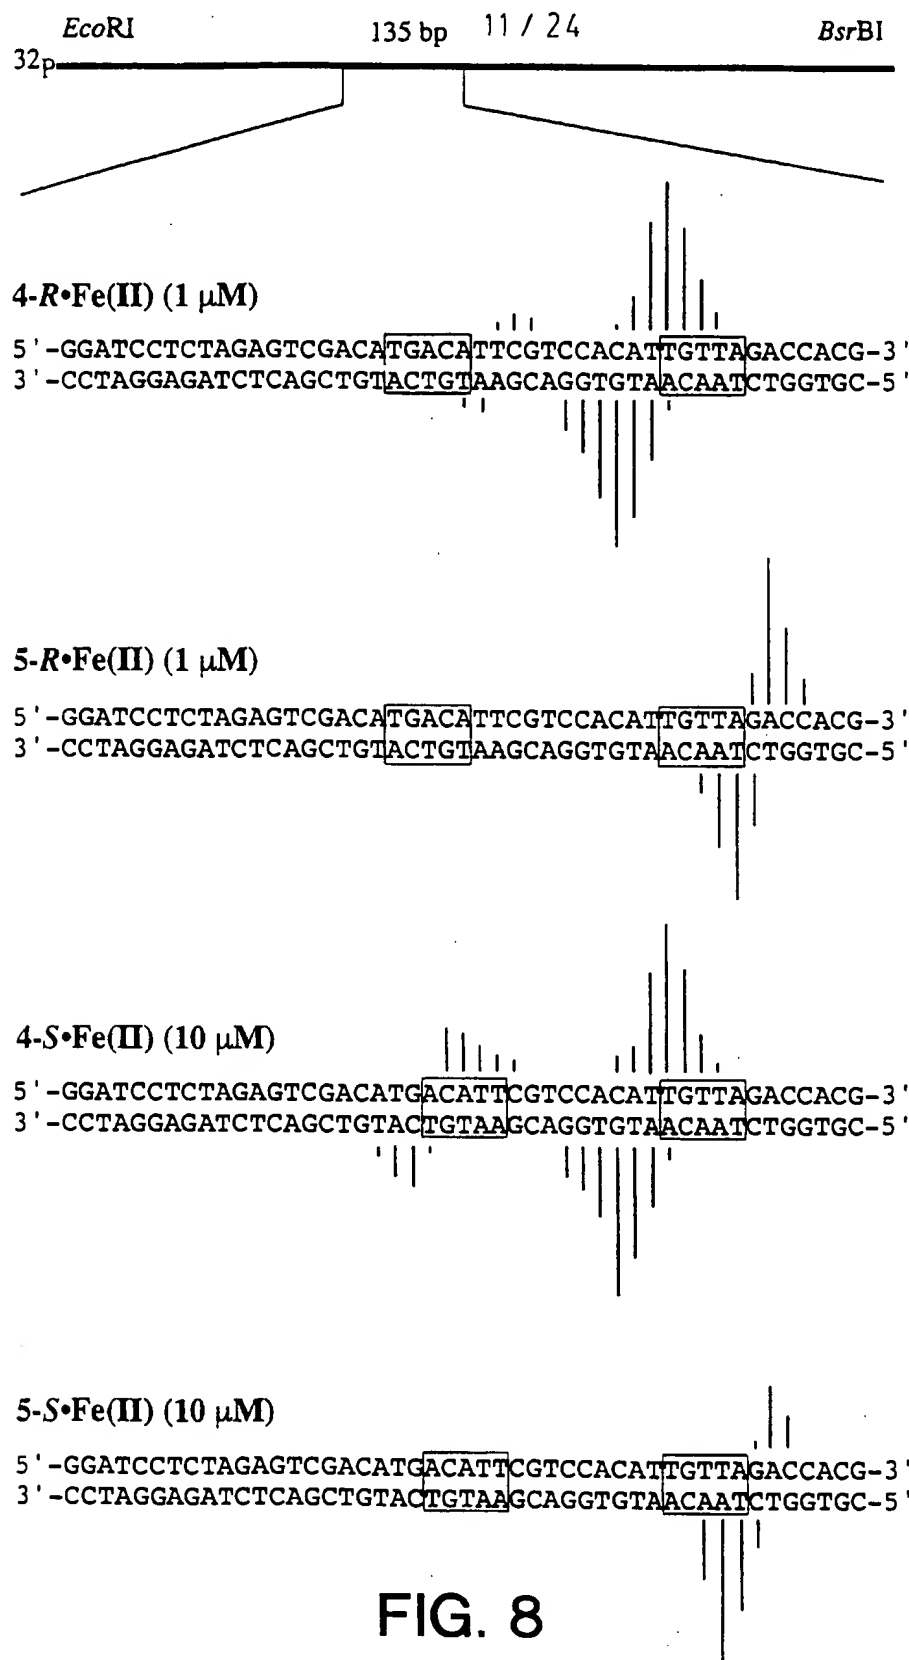 EcoRI 135 bp 11 / 24 BsrBI
32P
4-R•Fe(II) (1 μM)
5'-GGATCCTCTAGAGTCGACATGACATTCGTCCACATTGTTAGACCACG-3'
3'-CCTAGGAGATCTCAGCTGTACTGTAAGCAGGTGTAACAATCTGGTGC-5'
5-R•Fe(II) (1 μM)
5'-GGATCCTCTAGAGTCGACATGACATTCGTCCACATTGTTAGACCACG-3'
3'-CCTAGGAGATCTCAGCTGTACTGTAAGCAGGTGTAACAATCTGGTGC-5'
4-S•Fe(II) (10 μM)
5'-GGATCCTCTAGAGTCGACATGACATTCGTCCACATTGTTAGACCACG-3'
3'-CCTAGGAGATCTCAGCTGTACTGTAAGCAGGTGTAACAATCTGGTGC-5'
5-S•Fe(II) (10 μM)
5'-GGATCCTCTAGAGTCGACATGACATTCGTCCACATTGTTAGACCACG-3'
3'-CCTAGGAGATCTCAGCTGTACTGTAAGCAGGTGTAACAATCTGGTGC-5'
FIG. 8